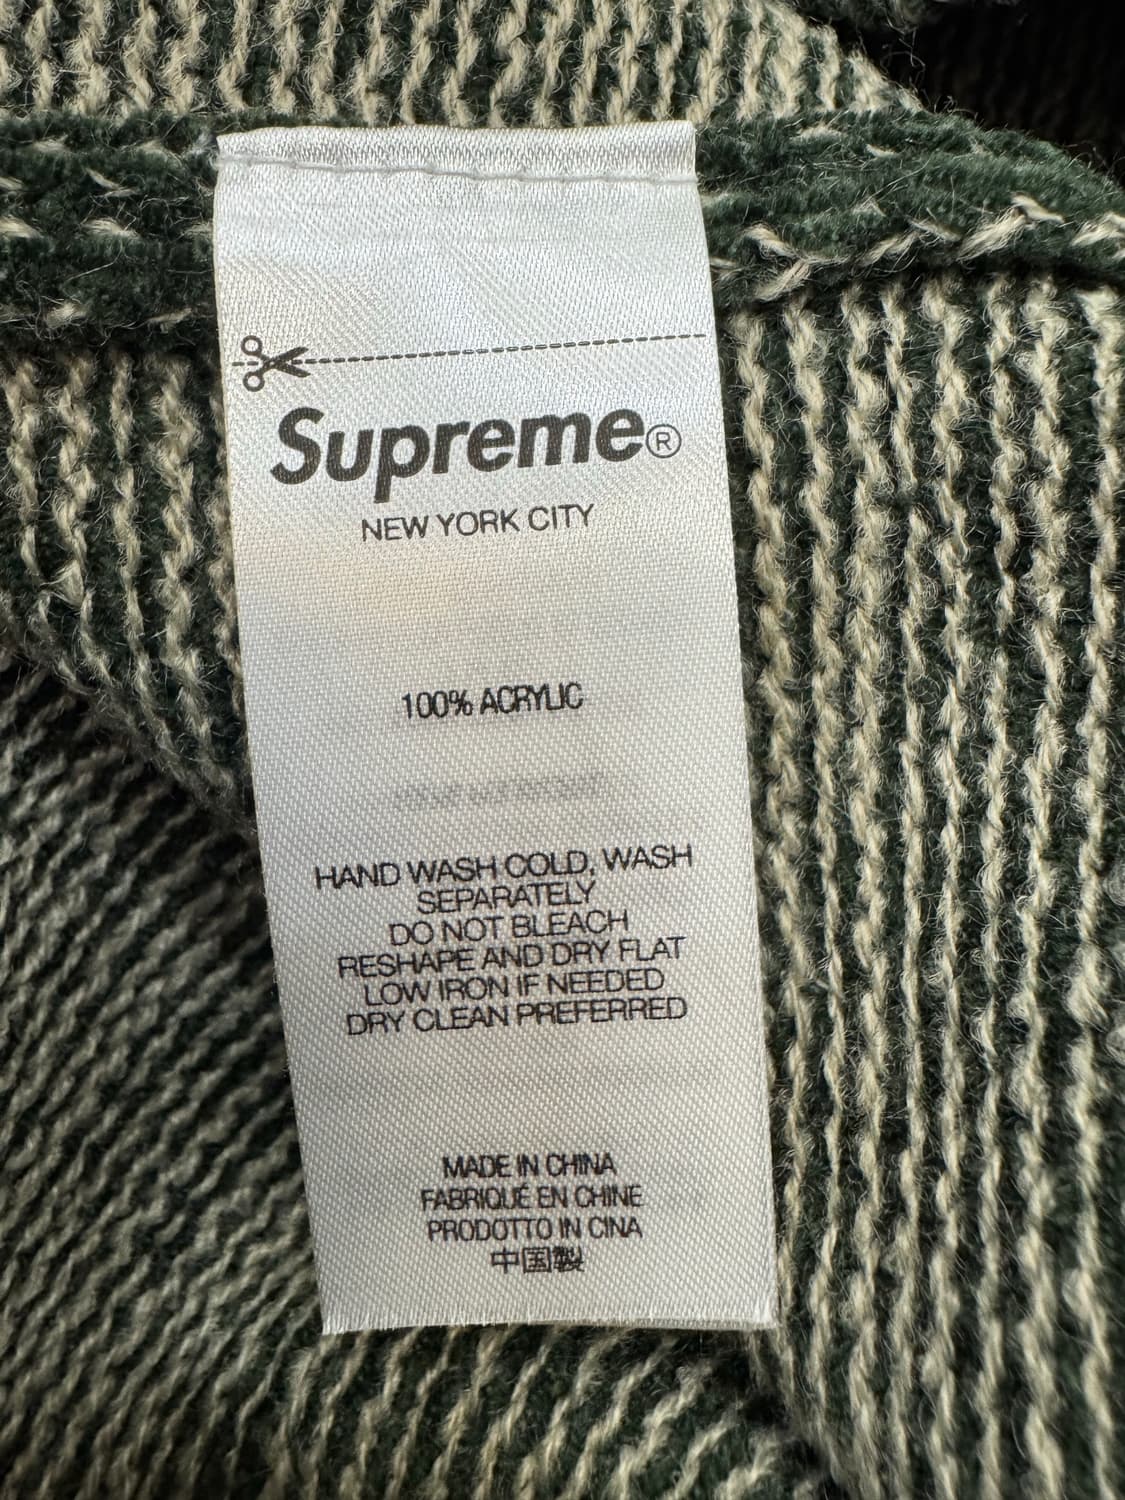 Supreme®
NEW YORK CITY
100% ACRYLIC
HAND WASH COLD, WASH
SEPARATELY
DO NOT BLEACH
RESHAPE AND DRY FLAT
LOW IRON IF NEEDED
DRY CLEAN PREFERRED
MADE IN CHINA
FABRIQUÉ EN CHINE
PRODOTTO IN CINA
中国製